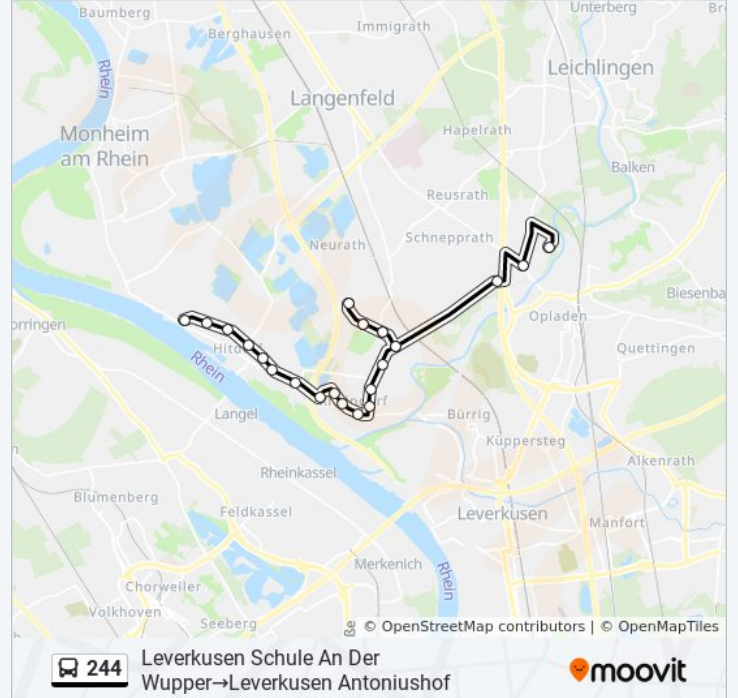 Baumberg
Unterberg
Berghausen
Immigrath
Leichlingen
Rhein
Langenfeld
Monheim
am Rhein
Hapelrath
Balken
Reusrath
Neurath
Schnepprath
Biesenba
orringen
Opladen
Hitdorf
Quettingen
Rhein
Langel
Bürrig
Küppersteg
Rheinkassel
Alkenrath
Blumenberg
Feldkassel
Leverkusen
Manfort
Merkenich
Rhein
Chorweiler
Volkhoven
Seeberg
ße
© OpenStreetMap contributors | © OpenMapTiles
244
Leverkusen Schule An Der
Wupper→Leverkusen Antoniushof
moovit